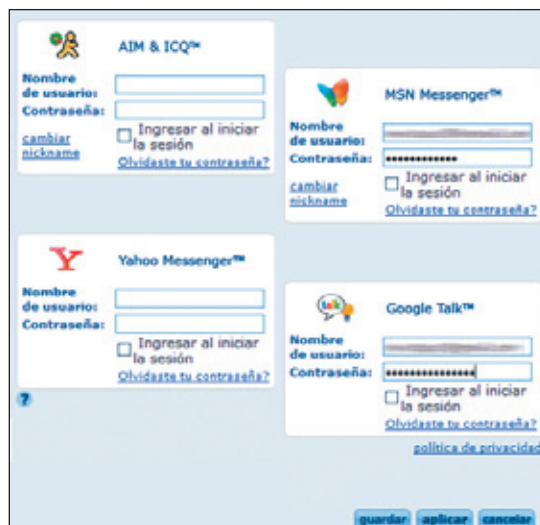 AIM & ICQ™
Nombre
de usuario:
Contraseña:
cambiar
nickname
Ingresar al iniciar
la sesión
Olvidaste tu contraseña?
MSN Messenger™
Nombre
de usuario:
Contraseña:
cambiar
nickname
Ingresar al iniciar
la sesión
Olvidaste tu contraseña?
Y
Yahoo Messenger™
Nombre
de usuario:
Contraseña:
Ingresar al iniciar
la sesión
Olvidaste tu contraseña?
?
talk
Google Talk™
Nombre
de usuario:
Contraseña:
Ingresar al iniciar
la sesión
Olvidaste tu contraseña?
política de privacidad
guardar aplicar cancelar